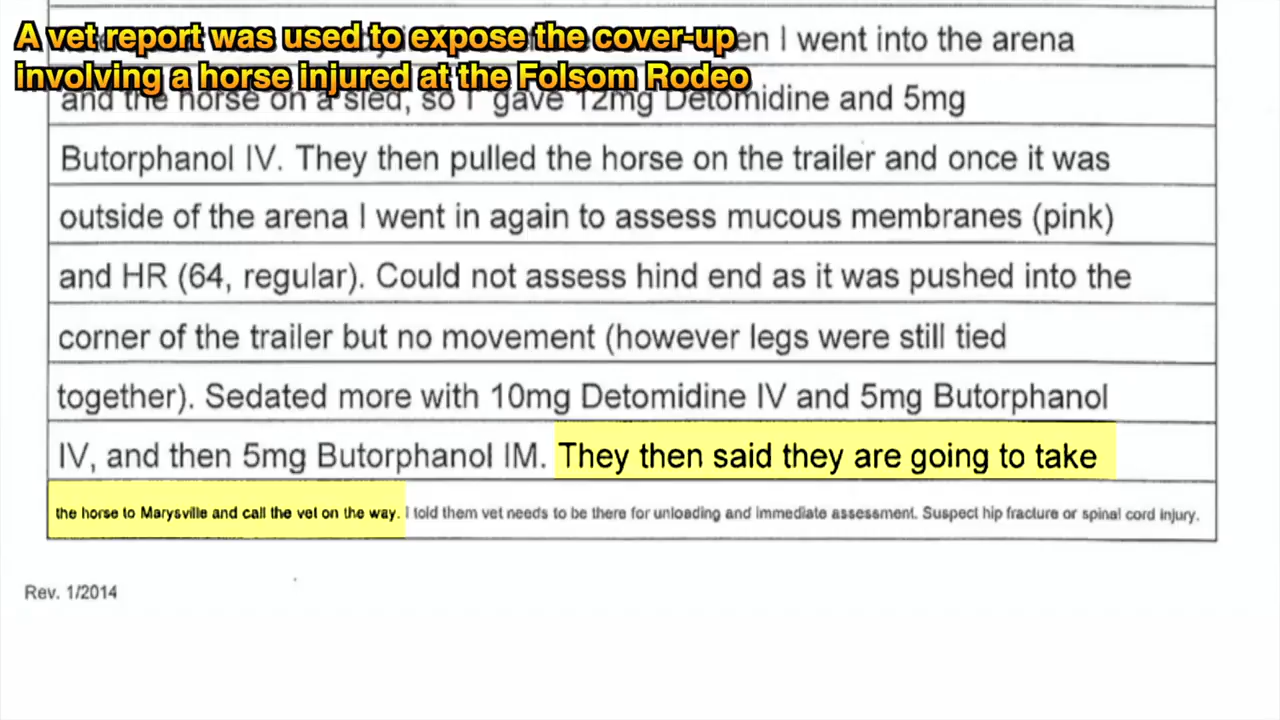 A vet report was used to expose the cover-up
involving a horse injured at the Folsom Rodeo
en I went into the arena
and the horse on a sled, so I gave 12mg Detomidine and 5mg
Butorphanol IV. They then pulled the horse on the trailer and once it was
outside of the arena I went in again to assess mucous membranes (pink)
and HR (64, regular). Could not assess hind end as it was pushed into the
corner of the trailer but no movement (however legs were still tied
together). Sedated more with 10mg Detomidine IV and 5mg Butorphanol
IV, and then 5mg Butorphanol IM. They then said they are going to take
the horse to Marysville and call the vet on the way. I told them vet needs to be there for unloading and immediate assessment. Suspect hip fracture or spinal cord injury.
Rev. 1/2014